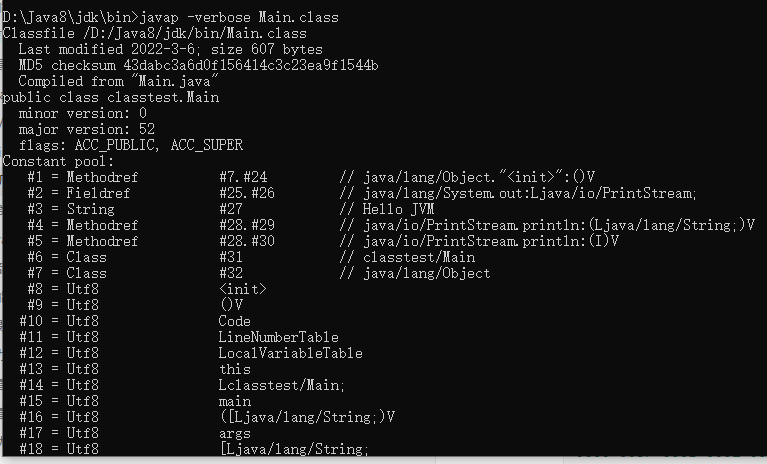 D:\Java8\jdk\bin>javap -verbose Main.class
Classfile /D:/Java8/jdk/bin/Main.class
  Last modified 2022-3-6; size 607 bytes
  MD5 checksum 43dabc3a6d0f156414c3c23ea9f1544b
  Compiled from "Main.java"
public class classtest.Main
  minor version: 0
  major version: 52
  flags: ACC_PUBLIC, ACC_SUPER
Constant pool:
   #1 = Methodref          #7.#24         // java/lang/Object."<init>":()V
   #2 = Fieldref           #25.#26        // java/lang/System.out:Ljava/io/PrintStream;
   #3 = String             #27            // Hello JVM
   #4 = Methodref          #28.#29        // java/io/PrintStream.println:(Ljava/lang/String;)V
   #5 = Methodref          #28.#30        // java/io/PrintStream.println:(I)V
   #6 = Class              #31            // classtest/Main
   #7 = Class              #32            // java/lang/Object
   #8 = Utf8               <init>
   #9 = Utf8               ()V
  #10 = Utf8               Code
  #11 = Utf8               LineNumberTable
  #12 = Utf8               LocalVariableTable
  #13 = Utf8               this
  #14 = Utf8               Lclasstest/Main;
  #15 = Utf8               main
  #16 = Utf8               ([Ljava/lang/String;)V
  #17 = Utf8               args
  #18 = Utf8               [Ljava/lang/String;